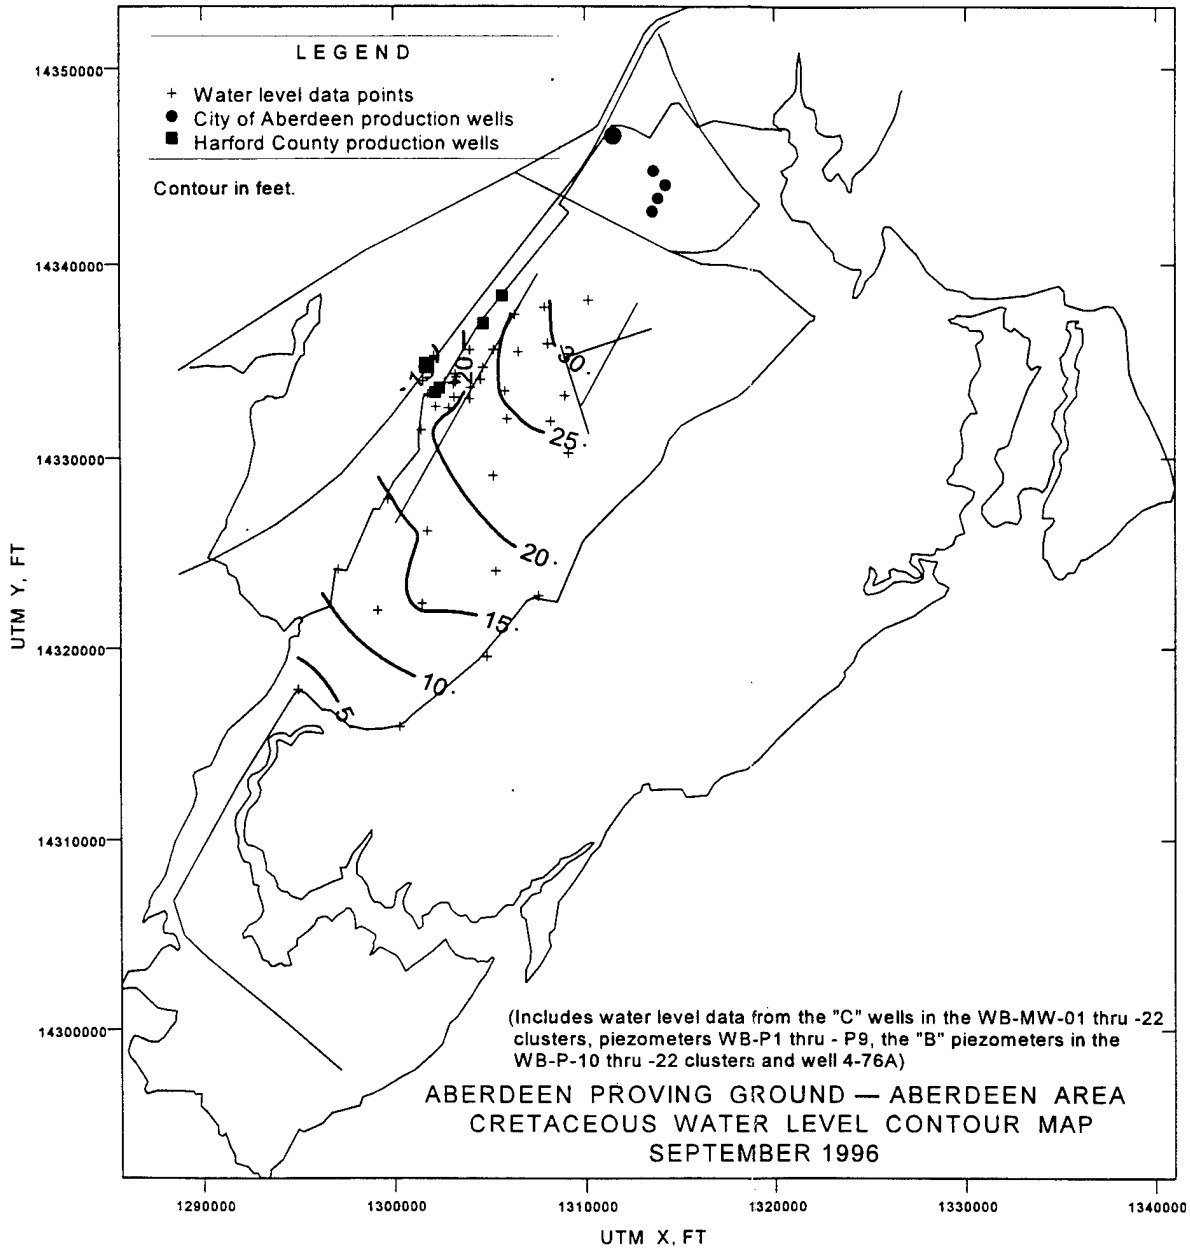 LEGEND
+ Water level data points
● City of Aberdeen production wells
■ Harford County production wells
Contour in feet.
14350000
14340000
14330000
14320000
14310000
14300000
UTM Y, FT
20
30
25
20
15
10
5
(Includes water level data from the "C" wells in the WB-MW-01 thru -22
clusters, piezometers WB-P1 thru - P9, the "B" piezometers in the
WB-P-10 thru -22 clusters and well 4-76A)
ABERDEEN PROVING GROUND — ABERDEEN AREA
CRETACEOUS WATER LEVEL CONTOUR MAP
SEPTEMBER 1996
1290000
1300000
1310000
1320000
1330000
1340000
UTM X, FT